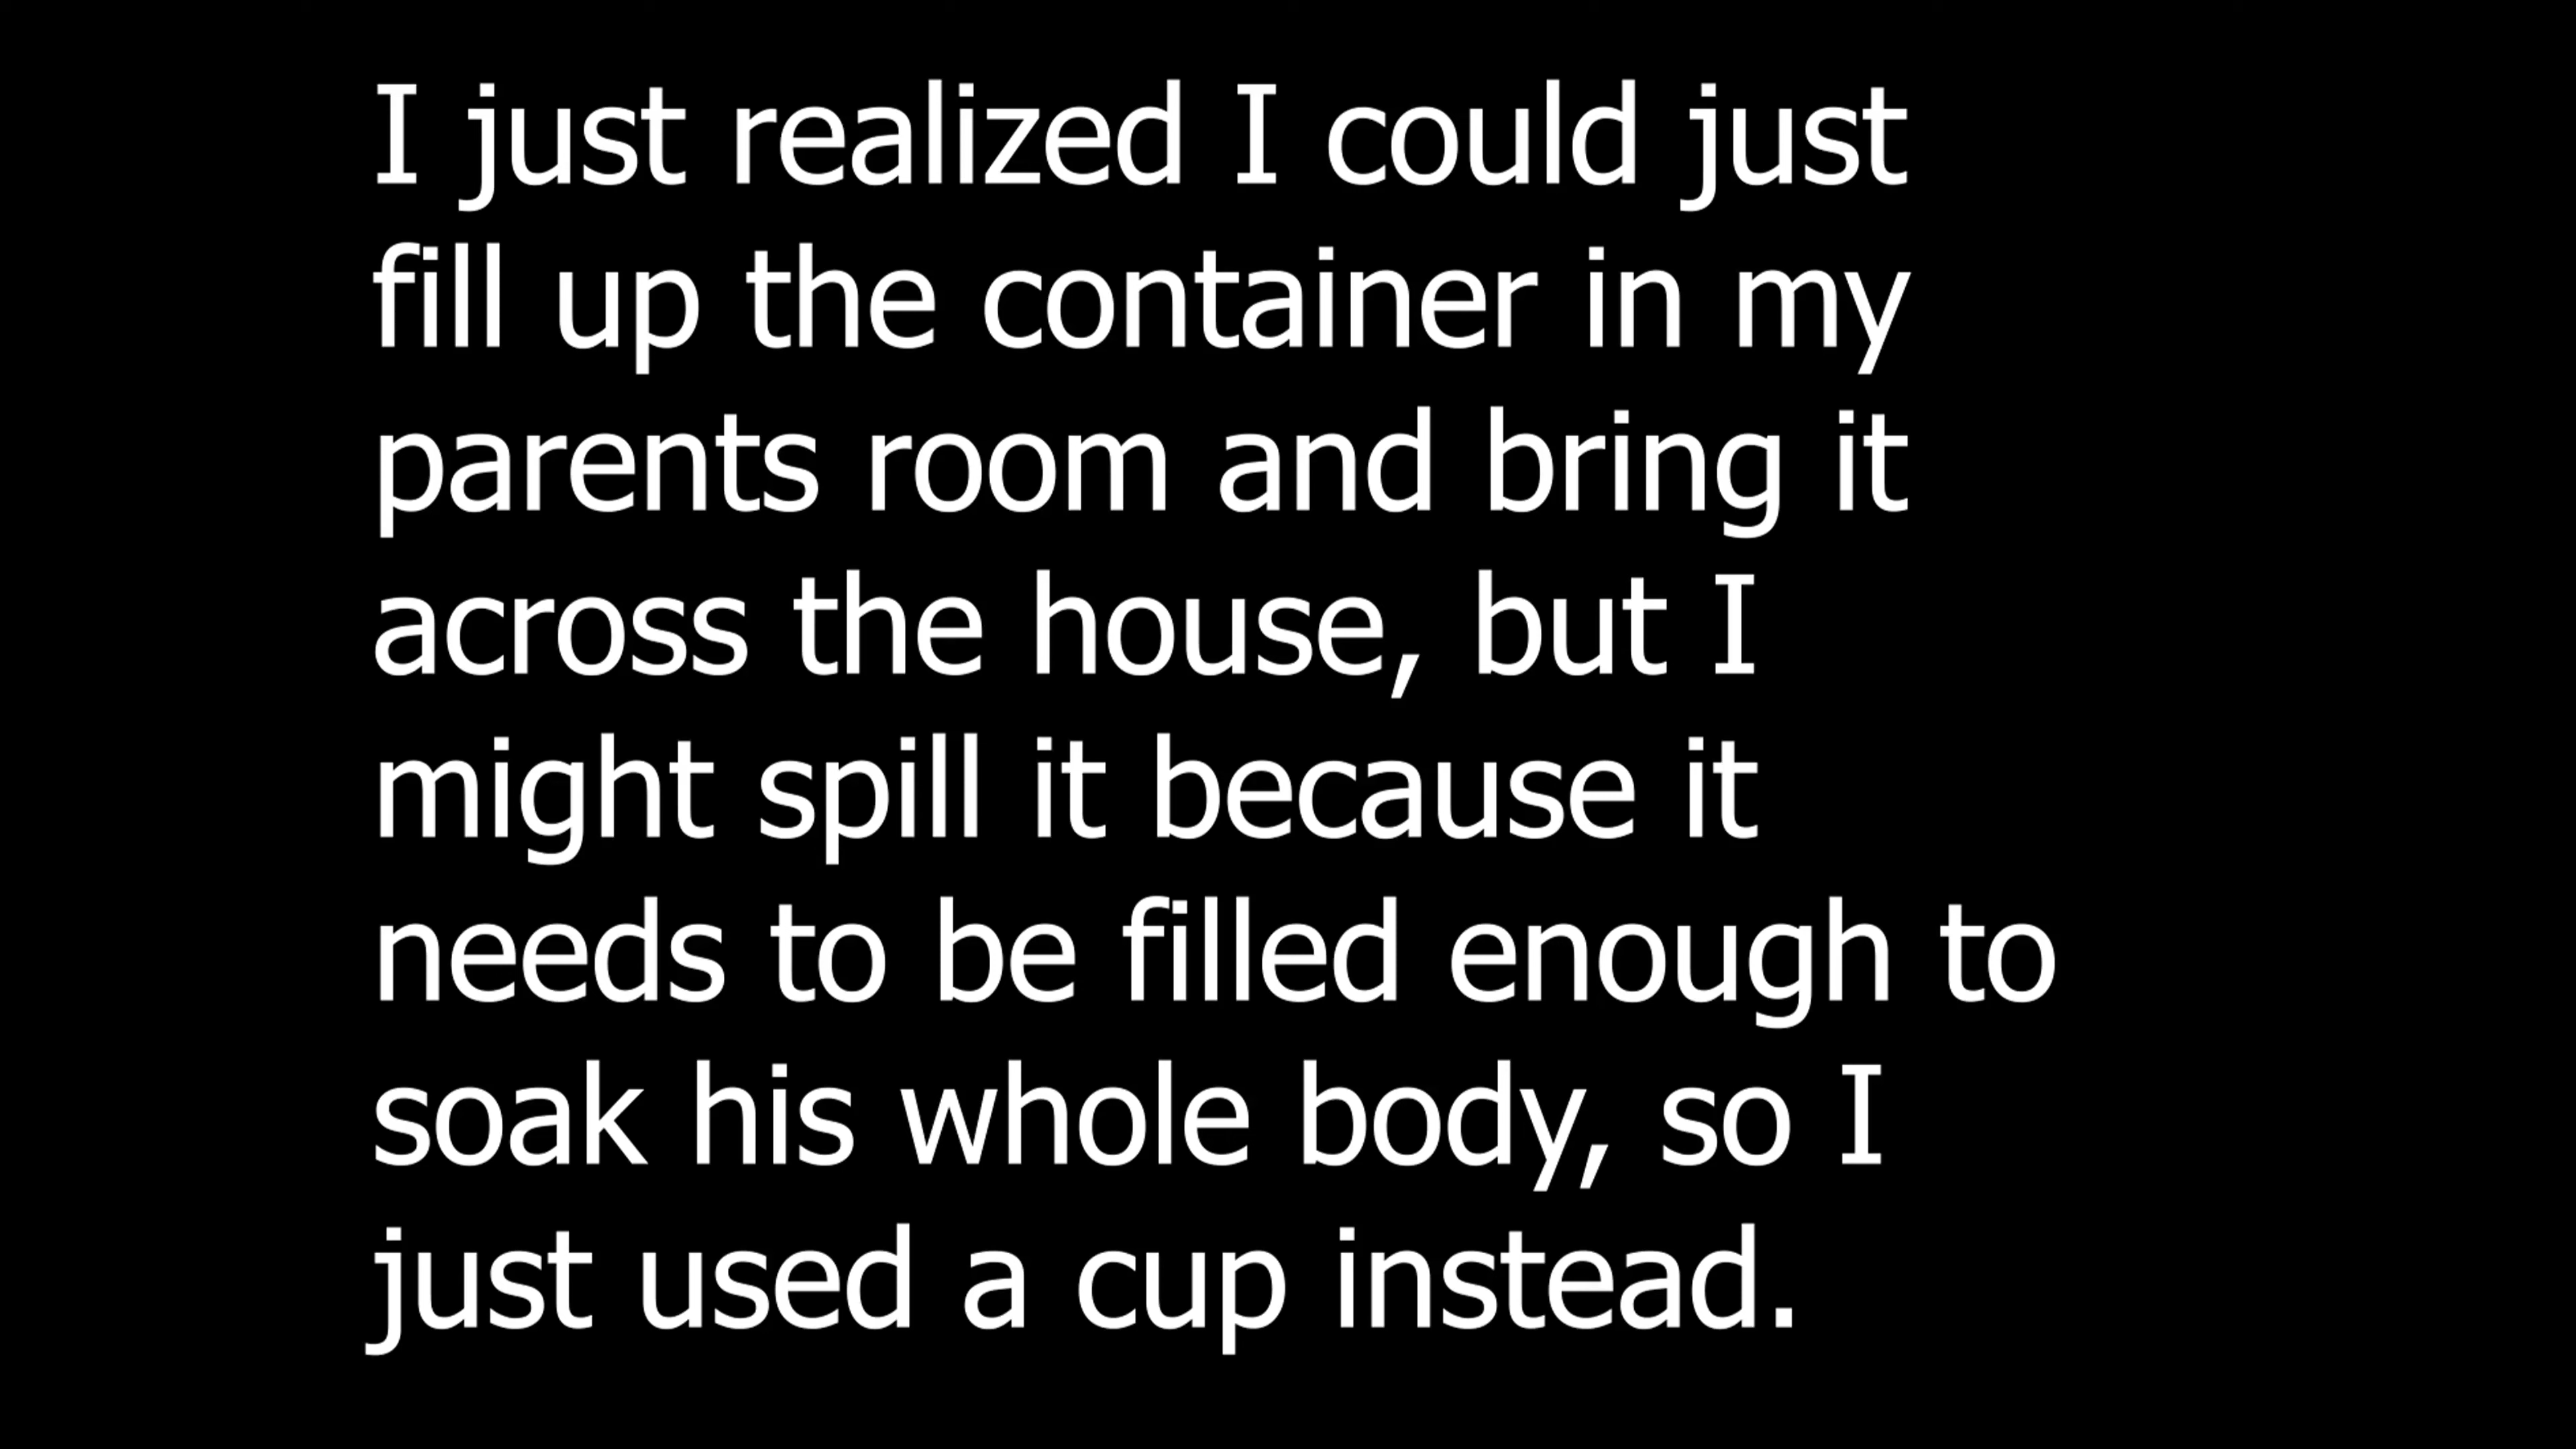 I just realized I could just
fill up the container in my
parents room and bring it
across the house, but I
might spill it because it
needs to be filled enough to
soak his whole body, so I
just used a cup instead.